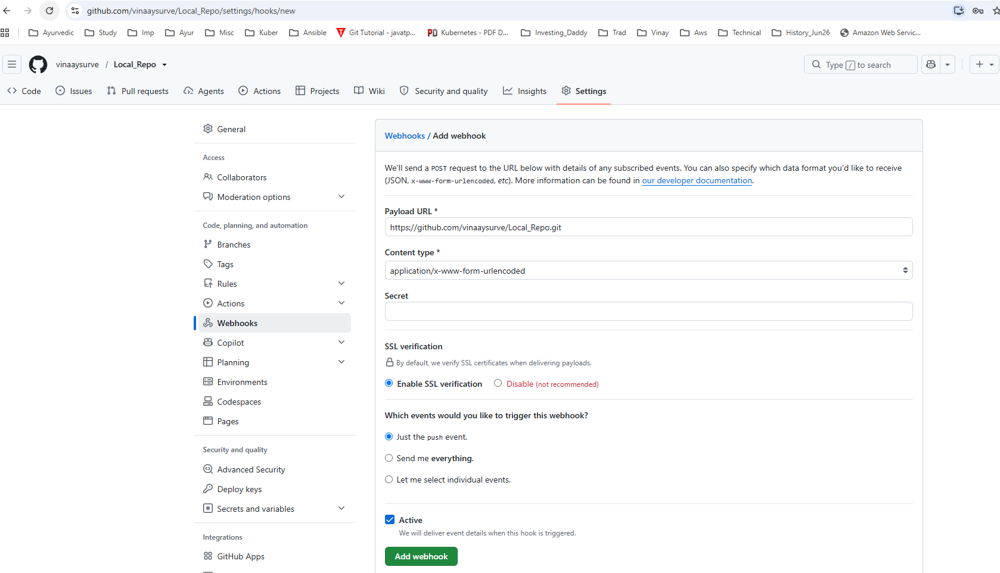 github.com/vinaaysurve/Local_Repo/settings/hooks/new
Ayurvedic Study Imp Ayur Misc Kuber Ansible Git Tutorial - javatp... Kubernetes - PDF D... Investing_Daddy Trad Vinay Aws Technical History_Jun26 Amazon Web Servic...
vinaaysurve / Local_Repo
Type / to search
Code Issues Pull requests Agents Actions Projects Wiki Security and quality Insights Settings
General
Access
Collaborators
Moderation options
Code, planning, and automation
Branches
Tags
Rules
Actions
Webhooks
Copilot
Planning
Environments
Codespaces
Pages
Security and quality
Advanced Security
Deploy keys
Secrets and variables
Integrations
GitHub Apps
Webhooks / Add webhook
We'll send a POST request to the URL below with details of any subscribed events. You can also specify which data format you'd like to receive
(JSON, x-www-form-urlencoded, etc). More information can be found in our developer documentation.
Payload URL *
https://github.com/vinaaysurve/Local_Repo.git
Content type *
application/x-www-form-urlencoded
Secret
SSL verification
By default, we verify SSL certificates when delivering payloads.
Enable SSL verification Disable (not recommended)
Which events would you like to trigger this webhook?
Just the push event.
Send me everything.
Let me select individual events.
Active
We will deliver event details when this hook is triggered.
Add webhook